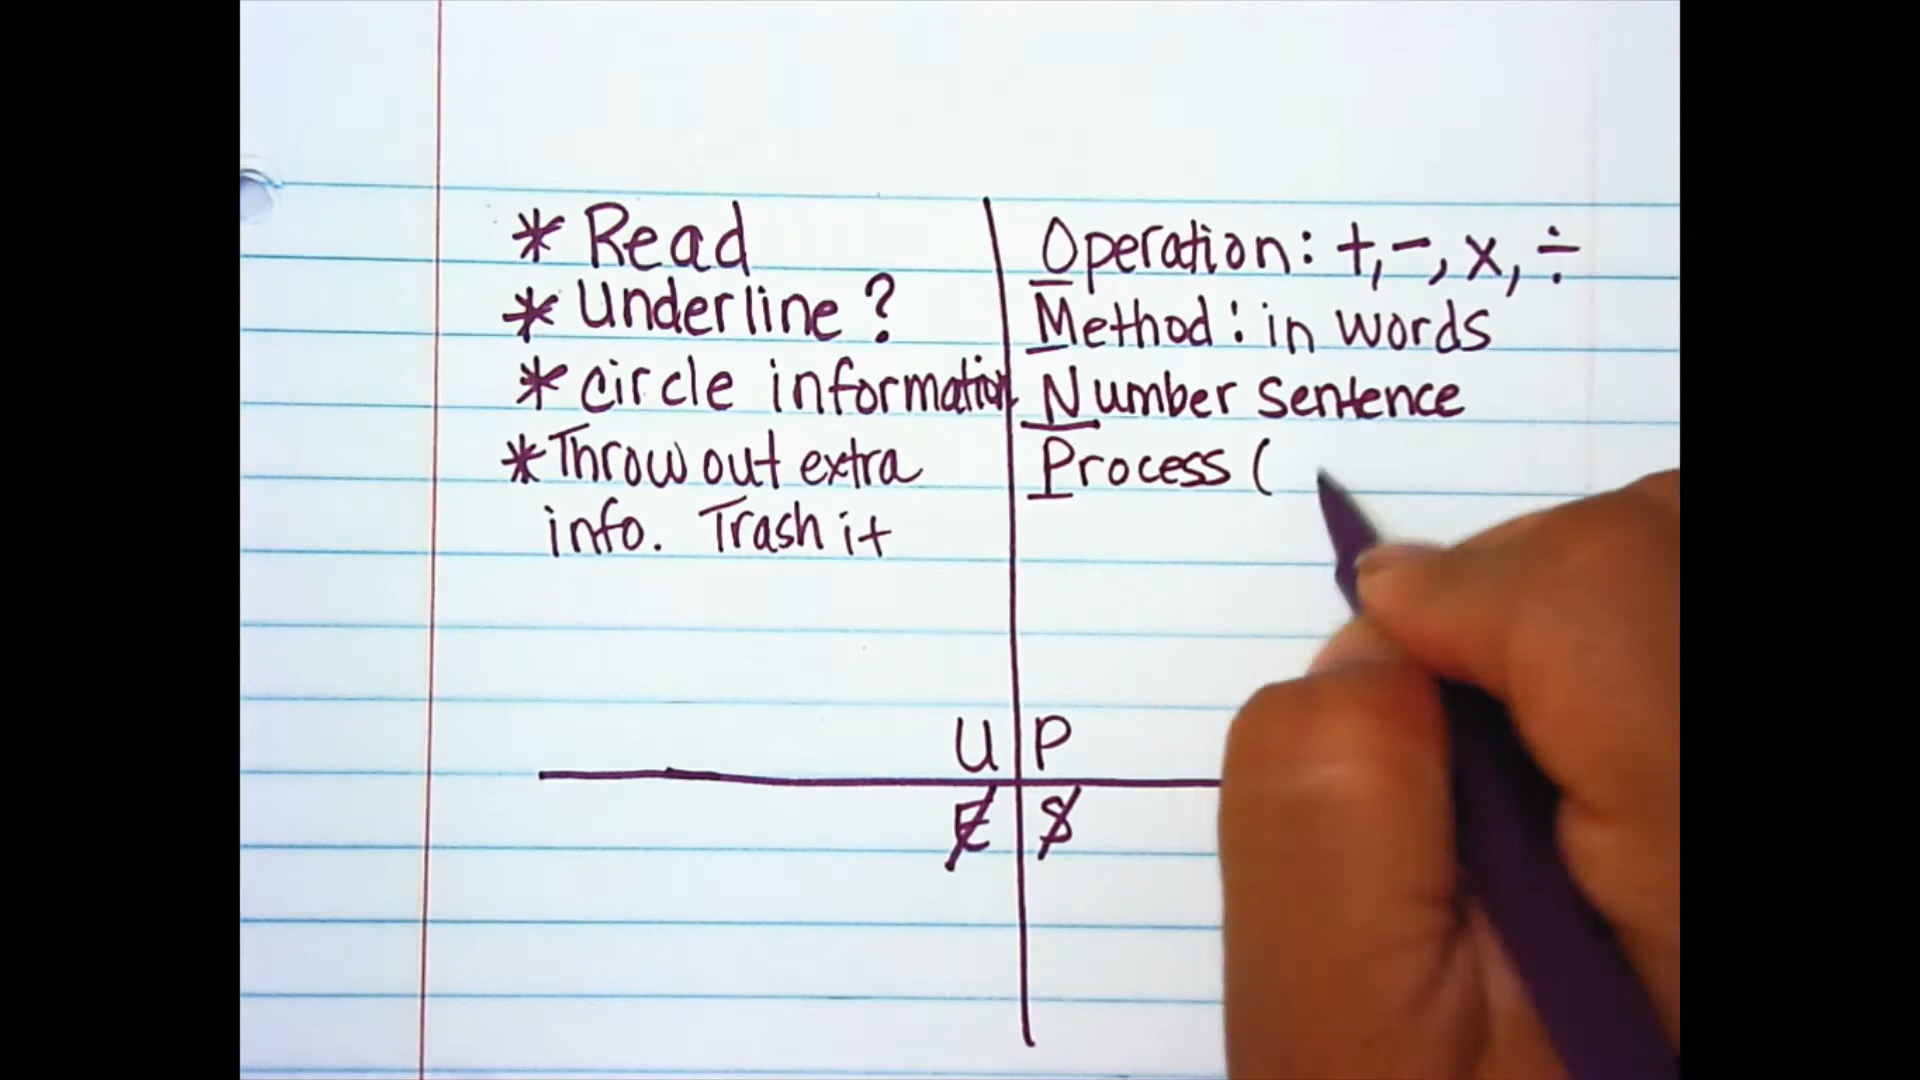 * Read
* Underline ?
* circle information
* Throw out extra
info. Trash it
U
Operation: +, -, x, ÷
Method: in words
Number sentence
Process (
P
E
S